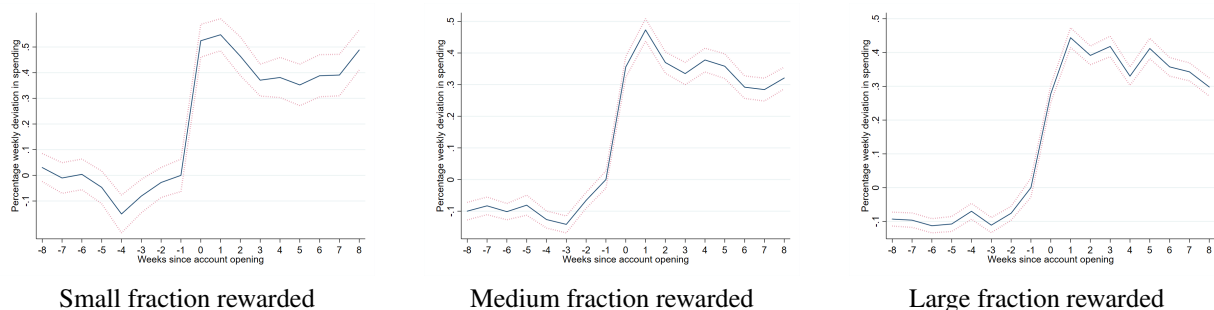 Percentage weekly deviation in spending
.5
.4
.3
.2
.1
0
-.1
-8 -7 -6 -5 -4 -3 -2 -1 0 1 2 3 4 5 6 7 8
Weeks since account opening
Small fraction rewarded
Percentage weekly deviation in spending
.5
.4
.3
.2
.1
0
-.1
-8 -7 -6 -5 -4 -3 -2 -1 0 1 2 3 4 5 6 7 8
Weeks since account opening
Medium fraction rewarded
Percentage weekly deviation in spending
.5
.4
.3
.2
.1
0
-.1
-8 -7 -6 -5 -4 -3 -2 -1 0 1 2 3 4 5 6 7 8
Weeks since account opening
Large fraction rewarded